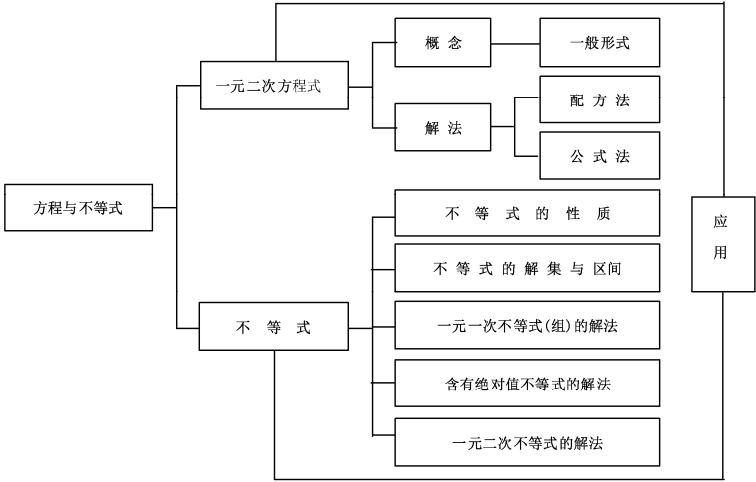 方程与不等式
一元二次方程式
概念
一般形式
解法
配方法
公式法
不等式
不等式的性质
不等式的解集与区间
一元一次不等式(组)的解法
含有绝对值不等式的解法
一元二次不等式的解法
应
用